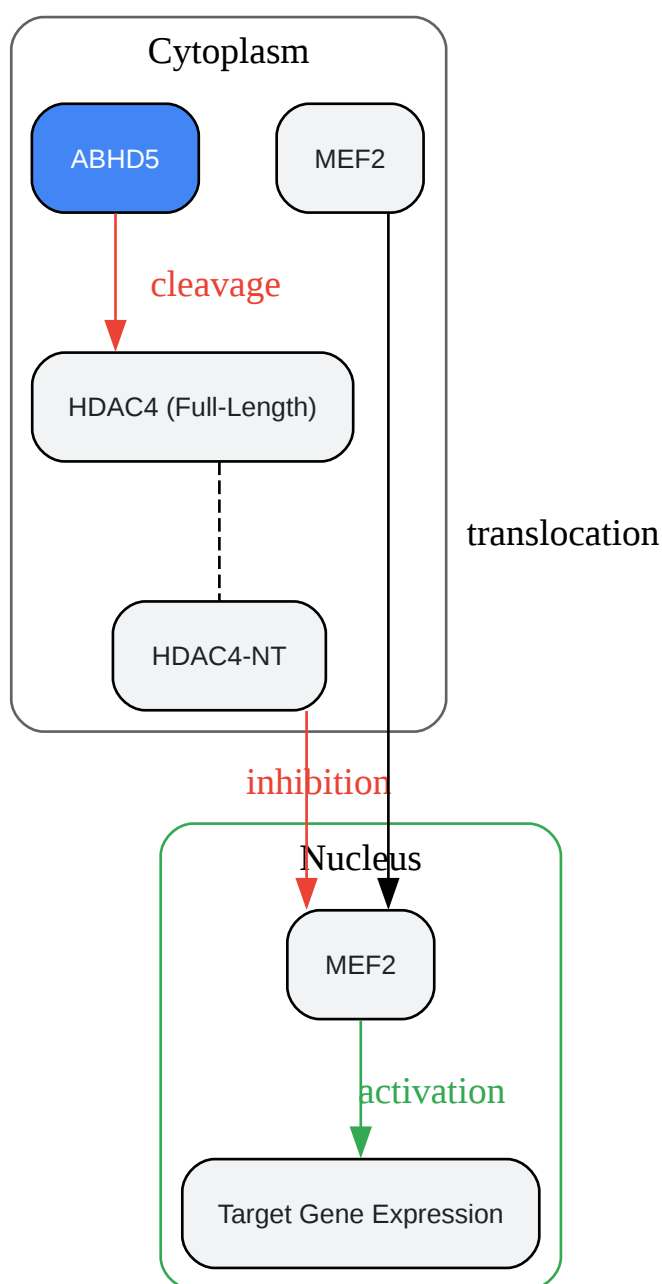 Cytoplasm
ABHD5
MEF2
cleavage
HDAC4 (Full-Length)
translocation
HDAC4-NT
inhibition
Nucleus
MEF2
activation
Target Gene Expression